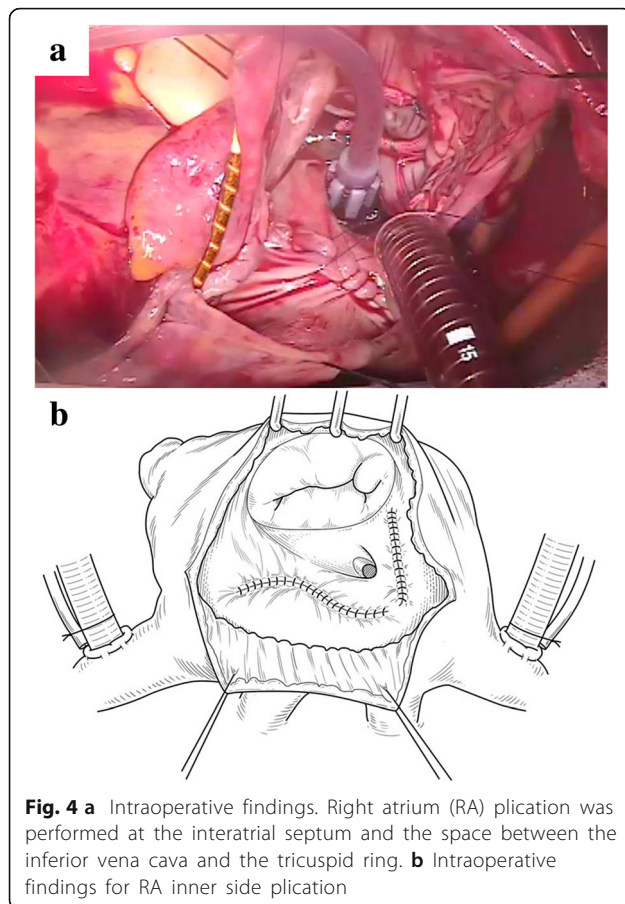 a
15
b
Fig. 4 a Intraoperative findings. Right atrium (RA) plication was
performed at the interatrial septum and the space between the
inferior vena cava and the tricuspid ring. b Intraoperative
findings for RA inner side plication